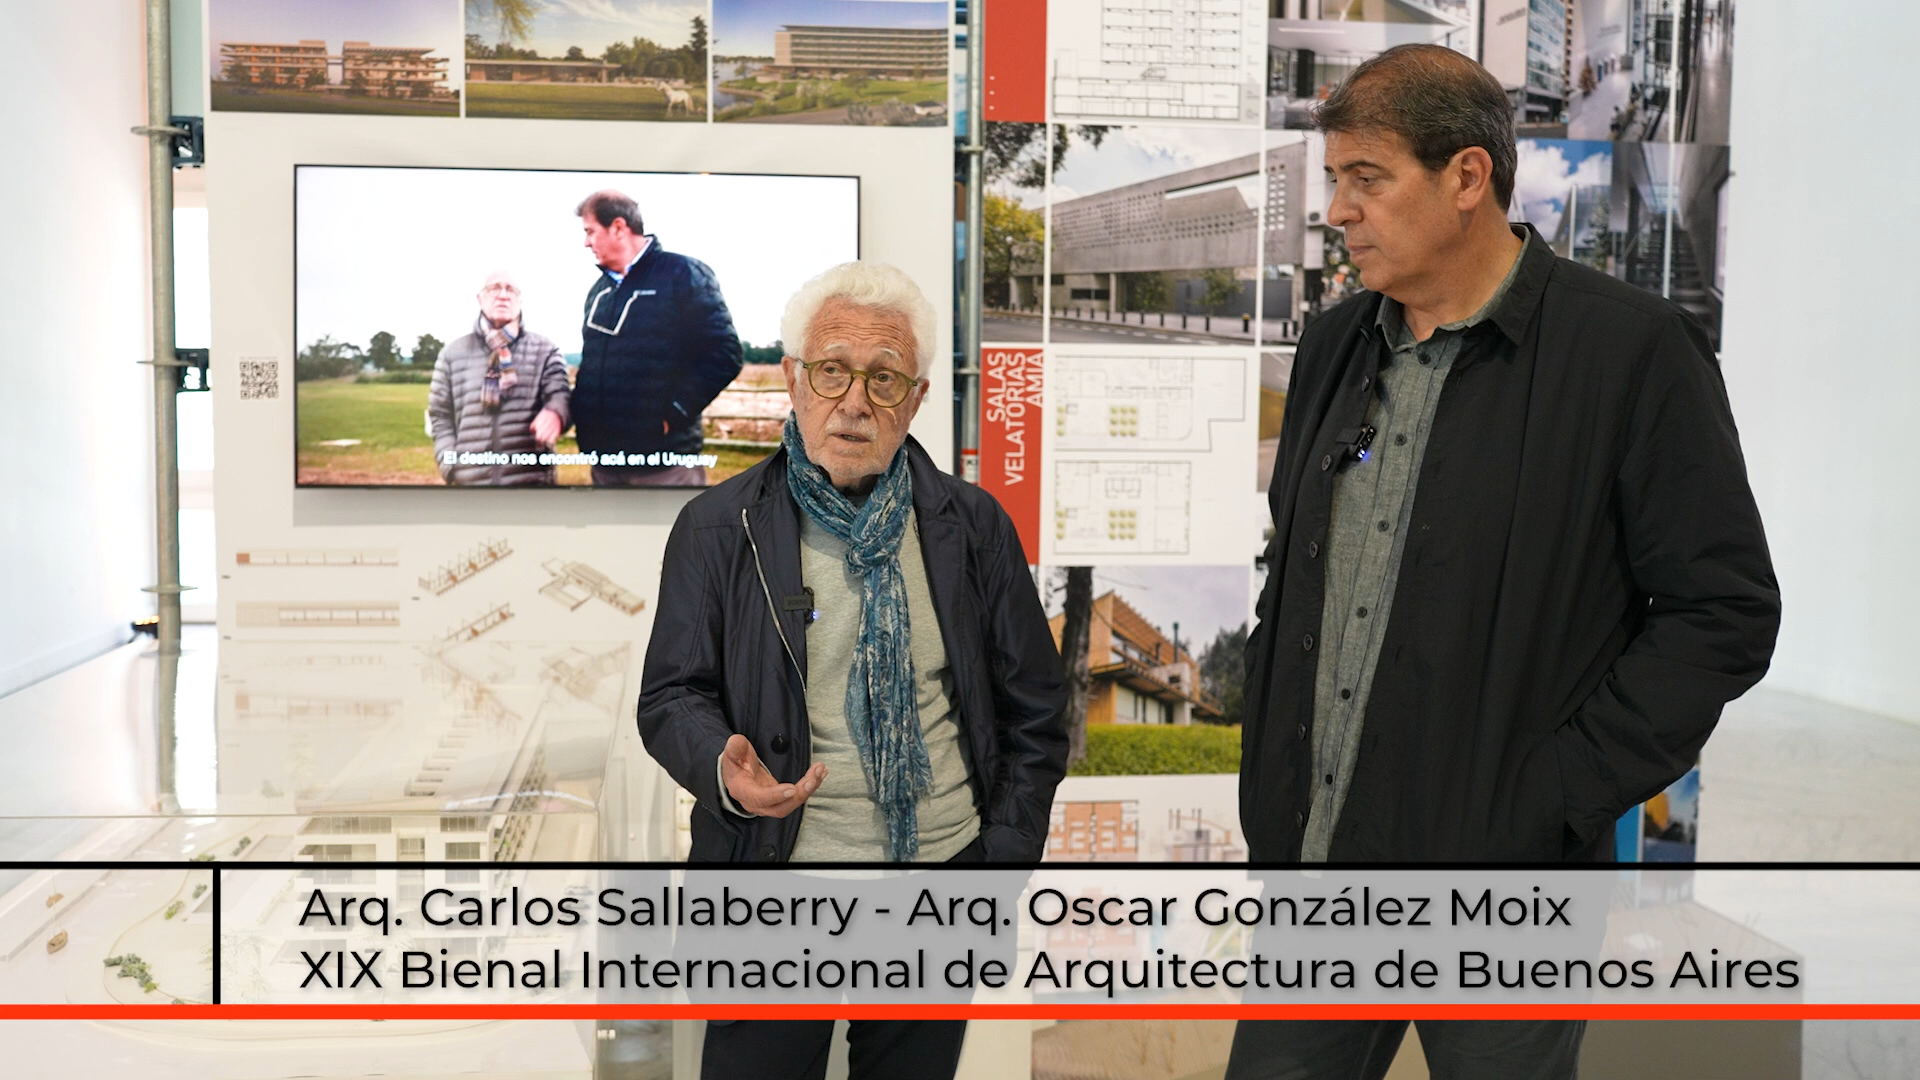 El destino nos encontró acá en el Uruguay
SALAS
VELATORIAS
AMIA
Arq. Carlos Sallaberry - Arq. Oscar González Moix
XIX Bienal Internacional de Arquitectura de Buenos Aires